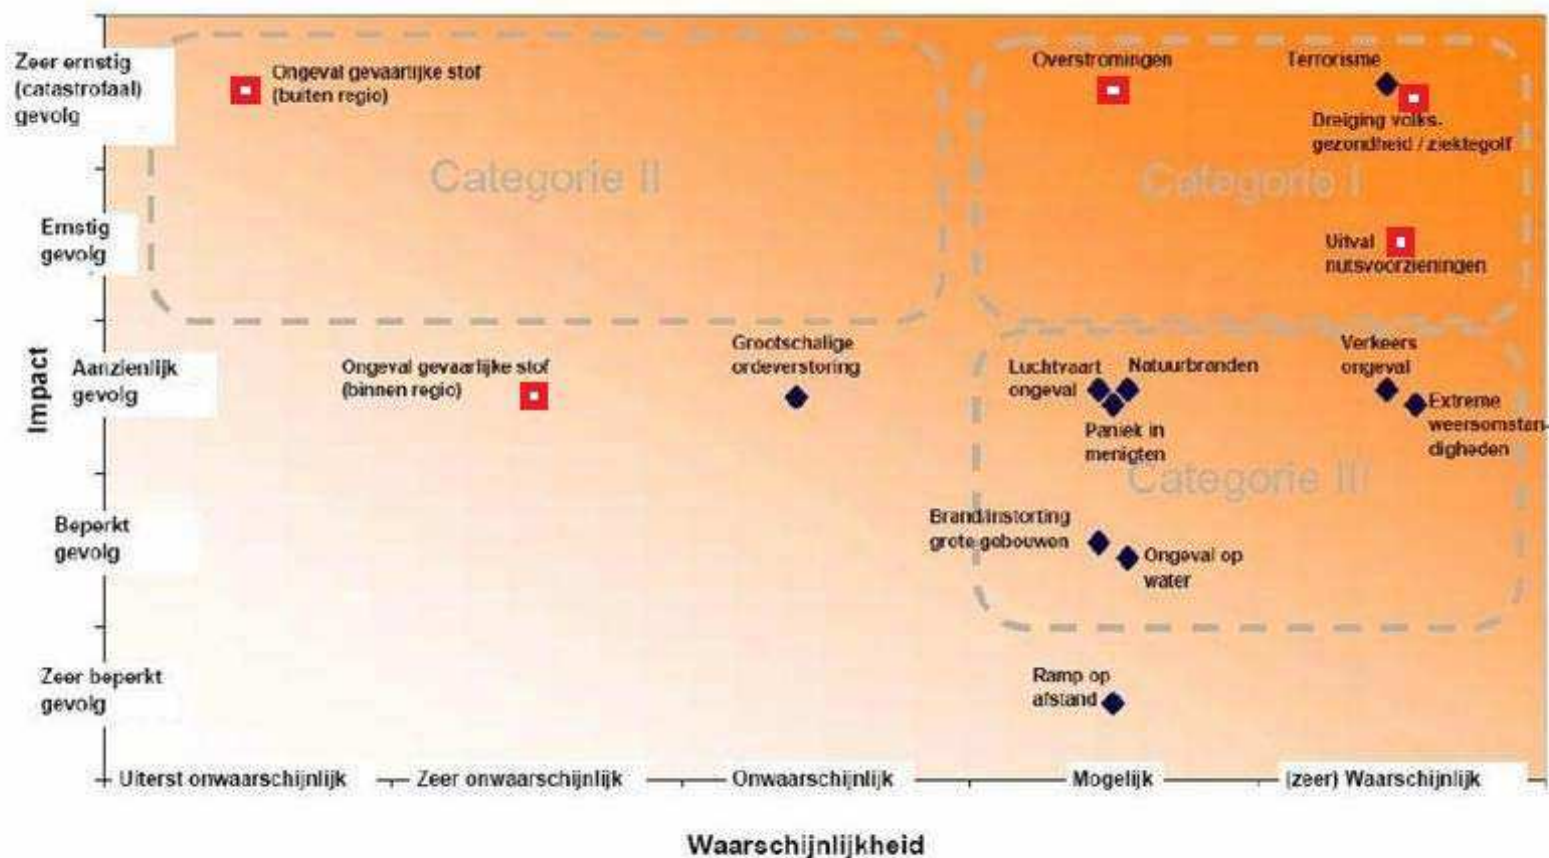 Zeer ernstig
(catastrofaal)
gevolg
Ongeval gevaarlijke stof
(buiten regio)
Overstromingen
Terrorisme
Dreiging volks-
gezondheid / ziektegolf
Categorie II
Categorie I
Ernstig
gevolg
Uitval
nutsvoorzieningen
Impact
Aanzienlijk
gevolg
Ongeval gevaarlijke stof
(binnen regio)
Grootschalige
ordeverstoring
Luchtvaart
ongeval
Natuurbranden
Paniek in
menigten
Verkeers
ongeval
Extreme
weersomstan-
digheden
Categorie III
Beperkt
gevolg
Brand/instorting
grote gebouwen
Ongeval op
water
Zeer beperkt
gevolg
Ramp op
afstand
Uiterst onwaarschijnlijk
Zeer onwaarschijnlijk
Onwaarschijnlijk
Mogelijk
(zeer) Waarschijnlijk
Waarschijnlijkheid